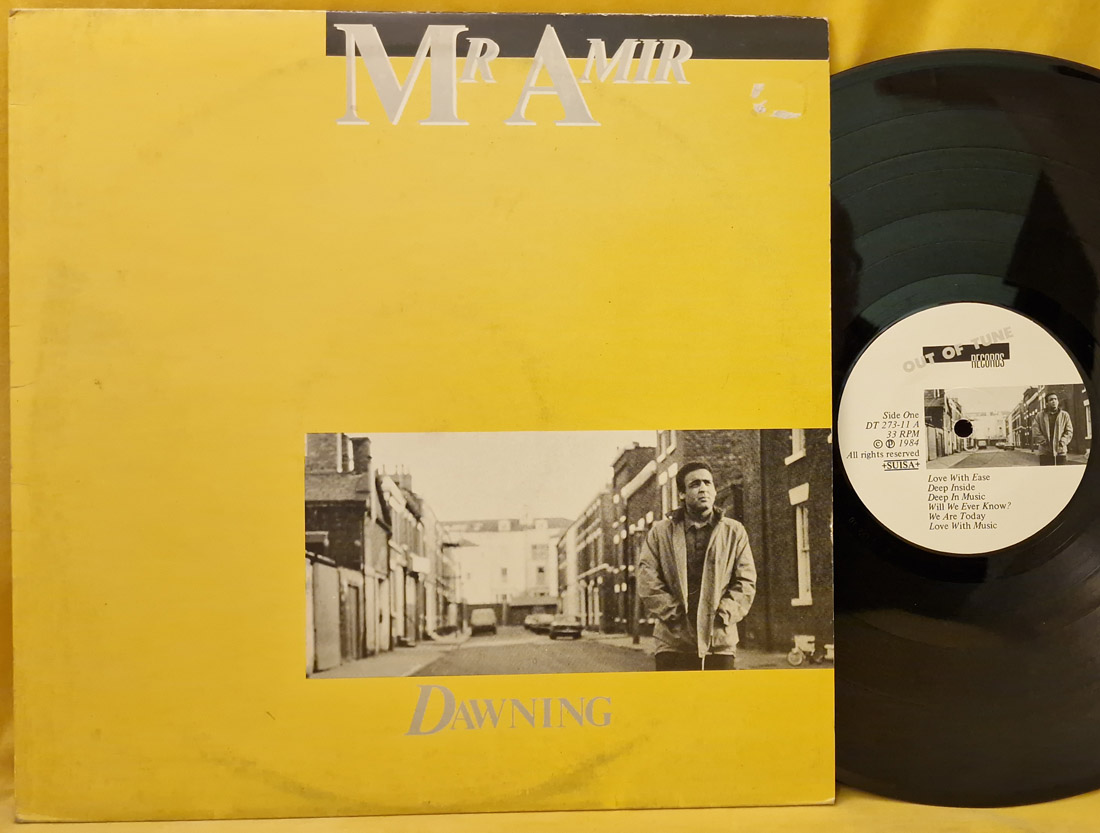 Mr Amir
Dawning
OUT OF TUNE
RECORDS
Side One
DT 273-11 A
33 RPM
© ℗ 1984
All rights reserved
+SUISA+
Love With Ease
Deep Inside
Deep In Music
Will We Ever Know?
We Are Today
Love With Music